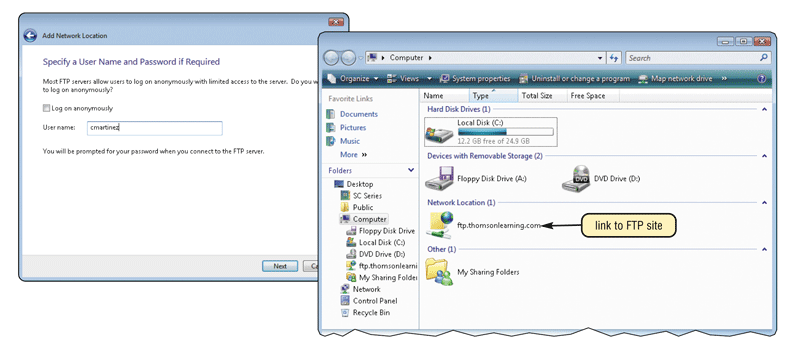 Add Network Location
Specify a User Name and Password if Required
Most FTP servers allow users to log on anonymously with limited access to the server. Do you w
to log on anonymously?
Log on anonymously
User name:
cmartinez
You will be prompted for your password when you connect to the FTP server.
Next
Ca
Computer
Search
Organize
Views
System properties
Uninstall or change a program
Map network drive
»
?
Favorite Links
Documents
Pictures
Music
More »
Folders
Desktop
SC Series
Public
Computer
Floppy Disk Drive
Local Disk (C:)
DVD Drive (D:)
ftp.thomsonlearni
My Sharing Folder
Network
Control Panel
Recycle Bin
Name
Type
Total Size
Free Space
Hard Disk Drives (1)
Local Disk (C:)
12.2 GB free of 24.9 GB
Devices with Removable Storage (2)
Floppy Disk Drive (A:)
DVD
DVD Drive (D:)
Network Location (1)
ftp.thomsonlearning.com
link to FTP site
Other (1)
My Sharing Folders